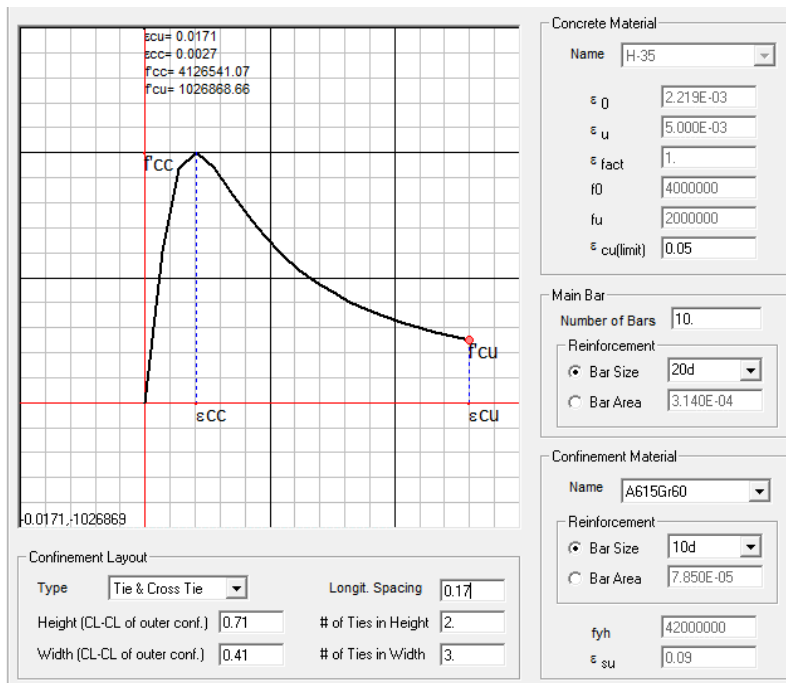 εcu= 0.0171
εcc= 0.0027
f'cc= 4126541.07
f'cu= 1026868.66
f'cc
f'cu
εcc
εcu
-0.0171,-1026869
Confinement Layout
Type Tie & Cross Tie Longit. Spacing 0.17
Height (CL-CL of outer conf.) 0.71 # of Ties in Height 2.
Width (CL-CL of outer conf.) 0.41 # of Ties in Width 3.
Concrete Material
Name H-35
ε 0 2.219E-03
ε u 5.000E-03
ε fact 1.
f0 4000000
fu 2000000
ε cu(limit) 0.05
Main Bar
Number of Bars 10.
Reinforcement
Bar Size 20d
Bar Area 3.140E-04
Confinement Material
Name A615Gr60
Reinforcement
Bar Size 10d
Bar Area 7.850E-05
fyh 42000000
ε su 0.09